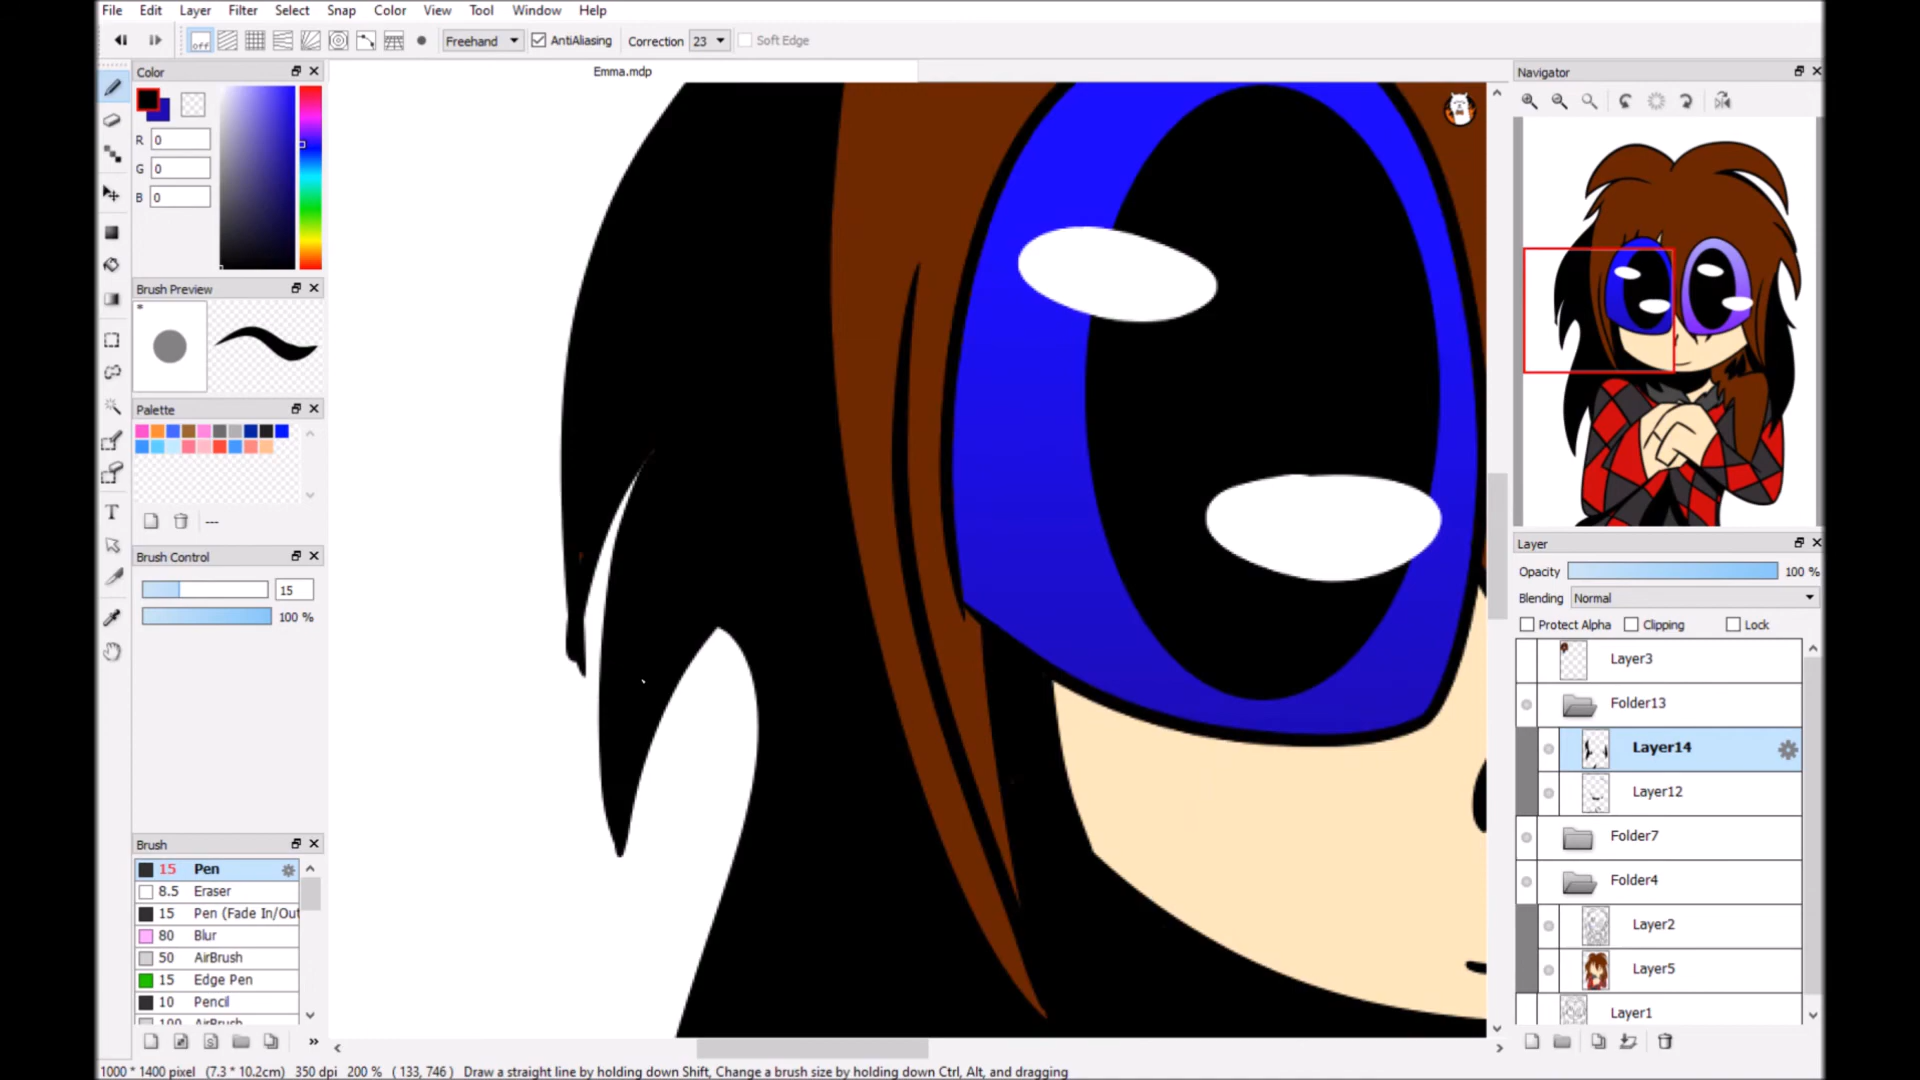 File Edit Layer Filter Select Snap Color View Tool Window Help
off Freehand AntiAliasing Correction 23 Soft Edge
Color
Emma.mdp
Navigator
R 0
G 0
B 0
Brush Preview
*
Palette
---
Brush Control
15
100 %
Layer
Opacity 100 %
Blending Normal
Protect Alpha Clipping Lock
Layer3
Folder13
Layer14
Layer12
Folder7
Folder4
Layer2
Layer5
Layer1
Brush
15 Pen
8.5 Eraser
15 Pen (Fade In/Out
80 Blur
50 AirBrush
15 Edge Pen
10 Pencil
100 AirBrush
1000 * 1400 pixel (7.3 * 10.2cm) 350 dpi 200 % ( 133, 746 ) Draw a straight line by holding down Shift, Change a brush size by holding down Ctrl, Alt, and dragging